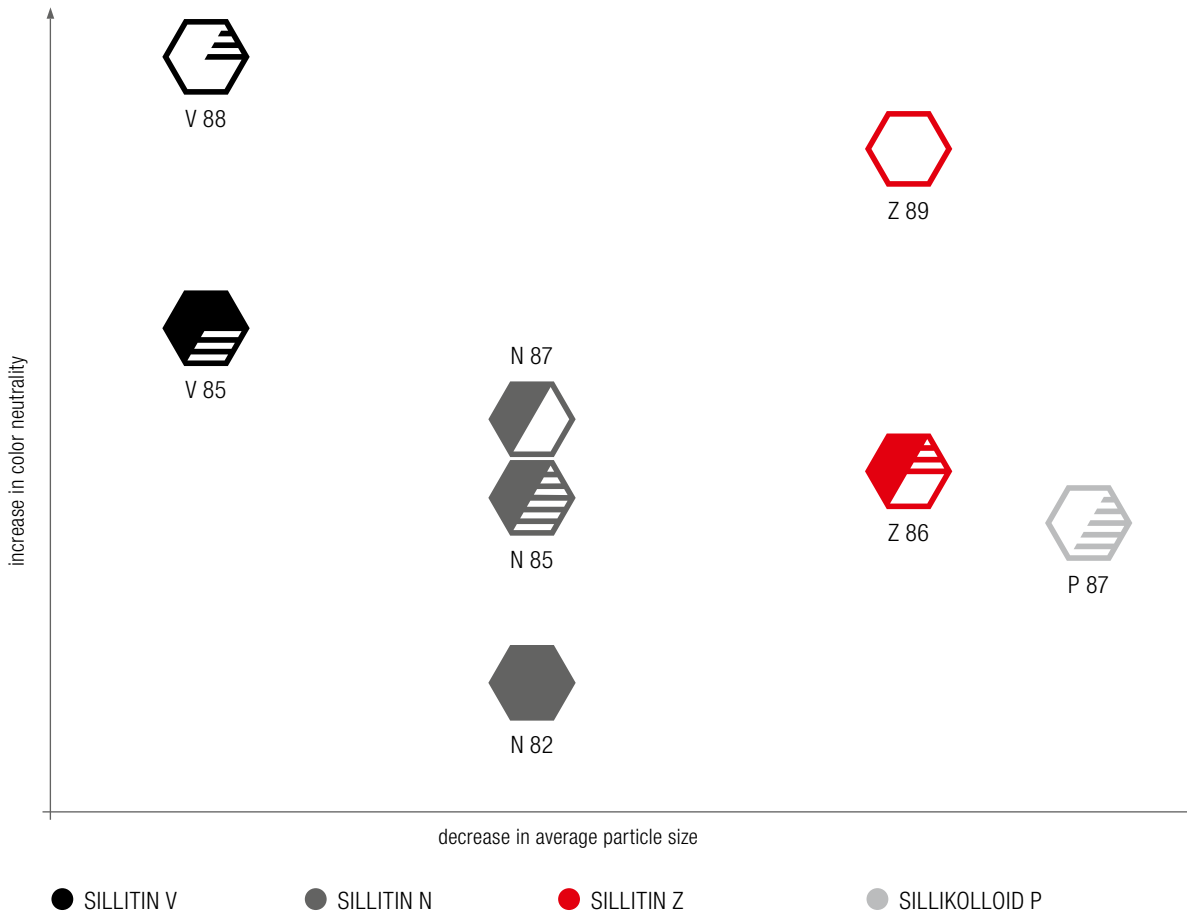 V 88
Z 89
V 85
N 87
N 85
Z 86
P 87
N 82
increase in color neutrality
decrease in average particle size
SILLITIN V
SILLITIN N
SILLITIN Z
SILLIKOLLOID P